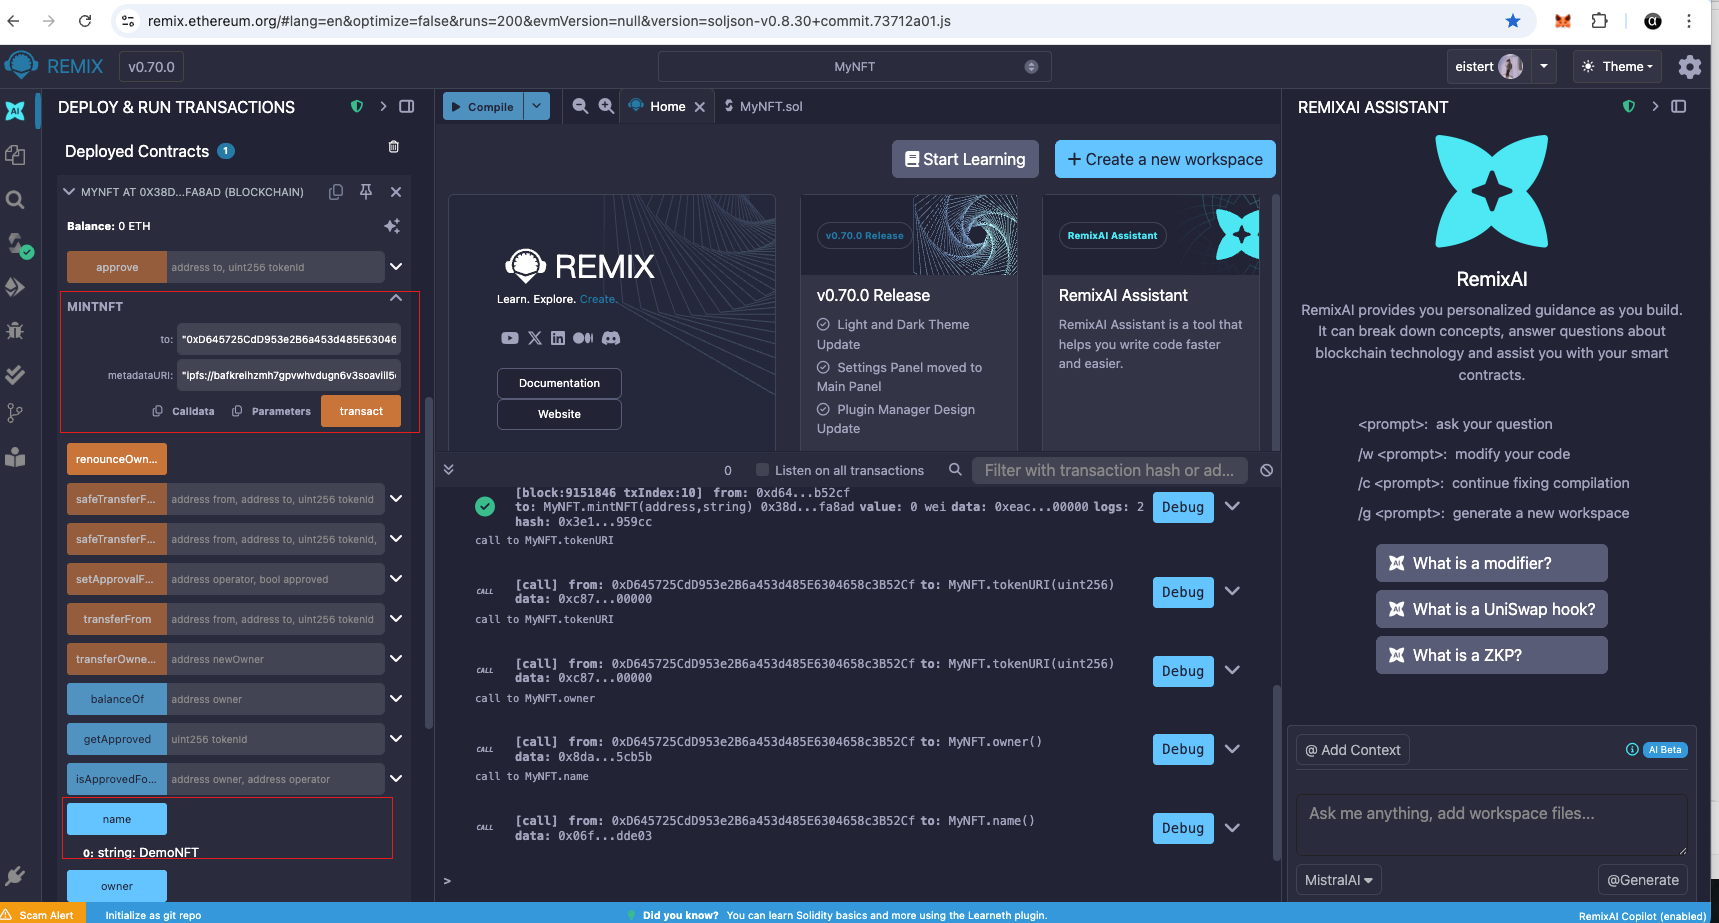 remix.ethereum.org/#lang=en&optimize=false&runs=200&evmVersion=null&version=soljson-v0.8.30+commit.73712a01.js
REMIX
v0.70.0
MyNFT
eistert
Theme
DEPLOY & RUN TRANSACTIONS
Deployed Contracts 1
MYNFT AT 0X38D...FA8AD (BLOCKCHAIN)
Balance: 0 ETH
approve address to, uint256 tokenId
MINTNFT
to: "0xD645725CdD953e2B6a453d485E63046
metadataURI:
Calldata Parameters transact
renounceOwn...
safeTransferF... address from, address to, uint256 tokenId
safeTransferF... address from, address to, uint256 tokenId,
setApprovalF... address operator, bool approved
transferFrom address from, address to, uint256 tokenId
transferOwne... address newOwner
balanceOf address owner
getApproved uint256 tokenId
isApprovedFo... address owner, address operator
name
0: string: DemoNFT
owner
Compile
Home
MyNFT.sol
Start Learning
+ Create a new workspace
REMIX
Learn. Explore. Create.
Documentation
Website
v0.70.0 Release
v0.70.0 Release
Light and Dark Theme
Update
Settings Panel moved to
Main Panel
Plugin Manager Design
Update
RemixAI Assistant
RemixAI Assistant
RemixAI Assistant is a tool that
helps you write code faster
and easier.
0
Listen on all transactions
Filter with transaction hash or ad...
[block:9151846 txIndex:10] from: 0xd64...b52cf
to: MyNFT.mintNFT(address,string) 0x38d...fa8ad value: 0 wei data: 0xeac...00000 logs: 2
hash: 0x3e1...959cc
Debug
call to MyNFT.tokenURI
CALL [call] from: 0xD645725CdD953e2B6a453d485E6304658c3B52Cf to: MyNFT.tokenURI(uint256)
data: 0xc87...00000
Debug
call to MyNFT.tokenURI
CALL [call] from: 0xD645725CdD953e2B6a453d485E6304658c3B52Cf to: MyNFT.tokenURI(uint256)
data: 0xc87...00000
Debug
call to MyNFT.owner
CALL [call] from: 0xD645725CdD953e2B6a453d485E6304658c3B52Cf to: MyNFT.owner()
data: 0x8da...5cb5b
Debug
call to MyNFT.name
CALL [call] from: 0xD645725CdD953e2B6a453d485E6304658c3B52Cf to: MyNFT.name()
data: 0x06f...dde03
Debug
>
REMIXAI ASSISTANT
RemixAI
RemixAI provides you personalized guidance as you build.
It can break down concepts, answer questions about
blockchain technology and assist you with your smart
contracts.
<prompt>: ask your question
/w <prompt>: modify your code
/c <prompt>: continue fixing compilation
/g <prompt>: generate a new workspace
What is a modifier?
What is a UniSwap hook?
What is a ZKP?
@ Add Context
AI Beta
Ask me anything, add workspace files...
MistralAI
@Generate
Scam Alert
Initialize as git repo
Did you know? You can learn Solidity basics and more using the Learneth plugin.
RemixAI Copilot (enabled)